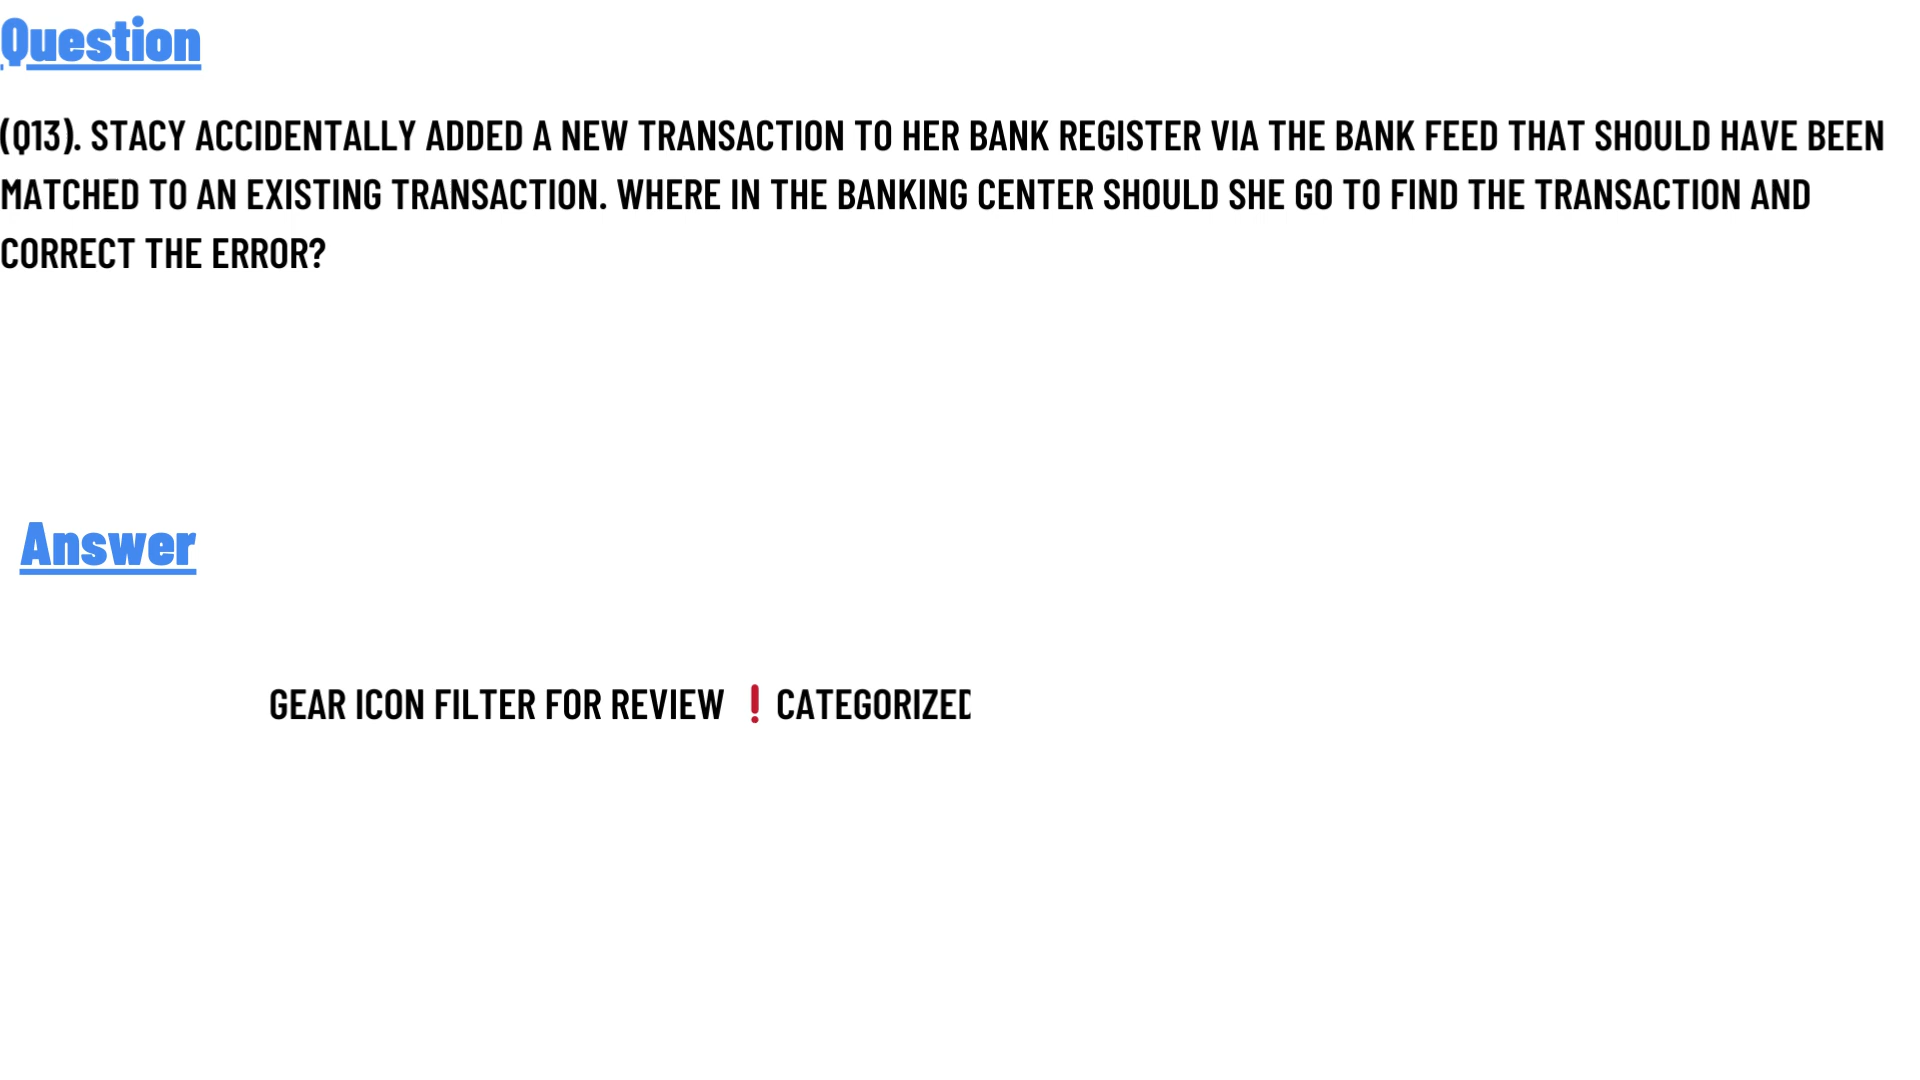 Question
(Q13). STACY ACCIDENTALLY ADDED A NEW TRANSACTION TO HER BANK REGISTER VIA THE BANK FEED THAT SHOULD HAVE BEEN
MATCHED TO AN EXISTING TRANSACTION. WHERE IN THE BANKING CENTER SHOULD SHE GO TO FIND THE TRANSACTION AND
CORRECT THE ERROR?
Answer
GEAR ICON FILTER FOR REVIEW ❗CATEGORIZED